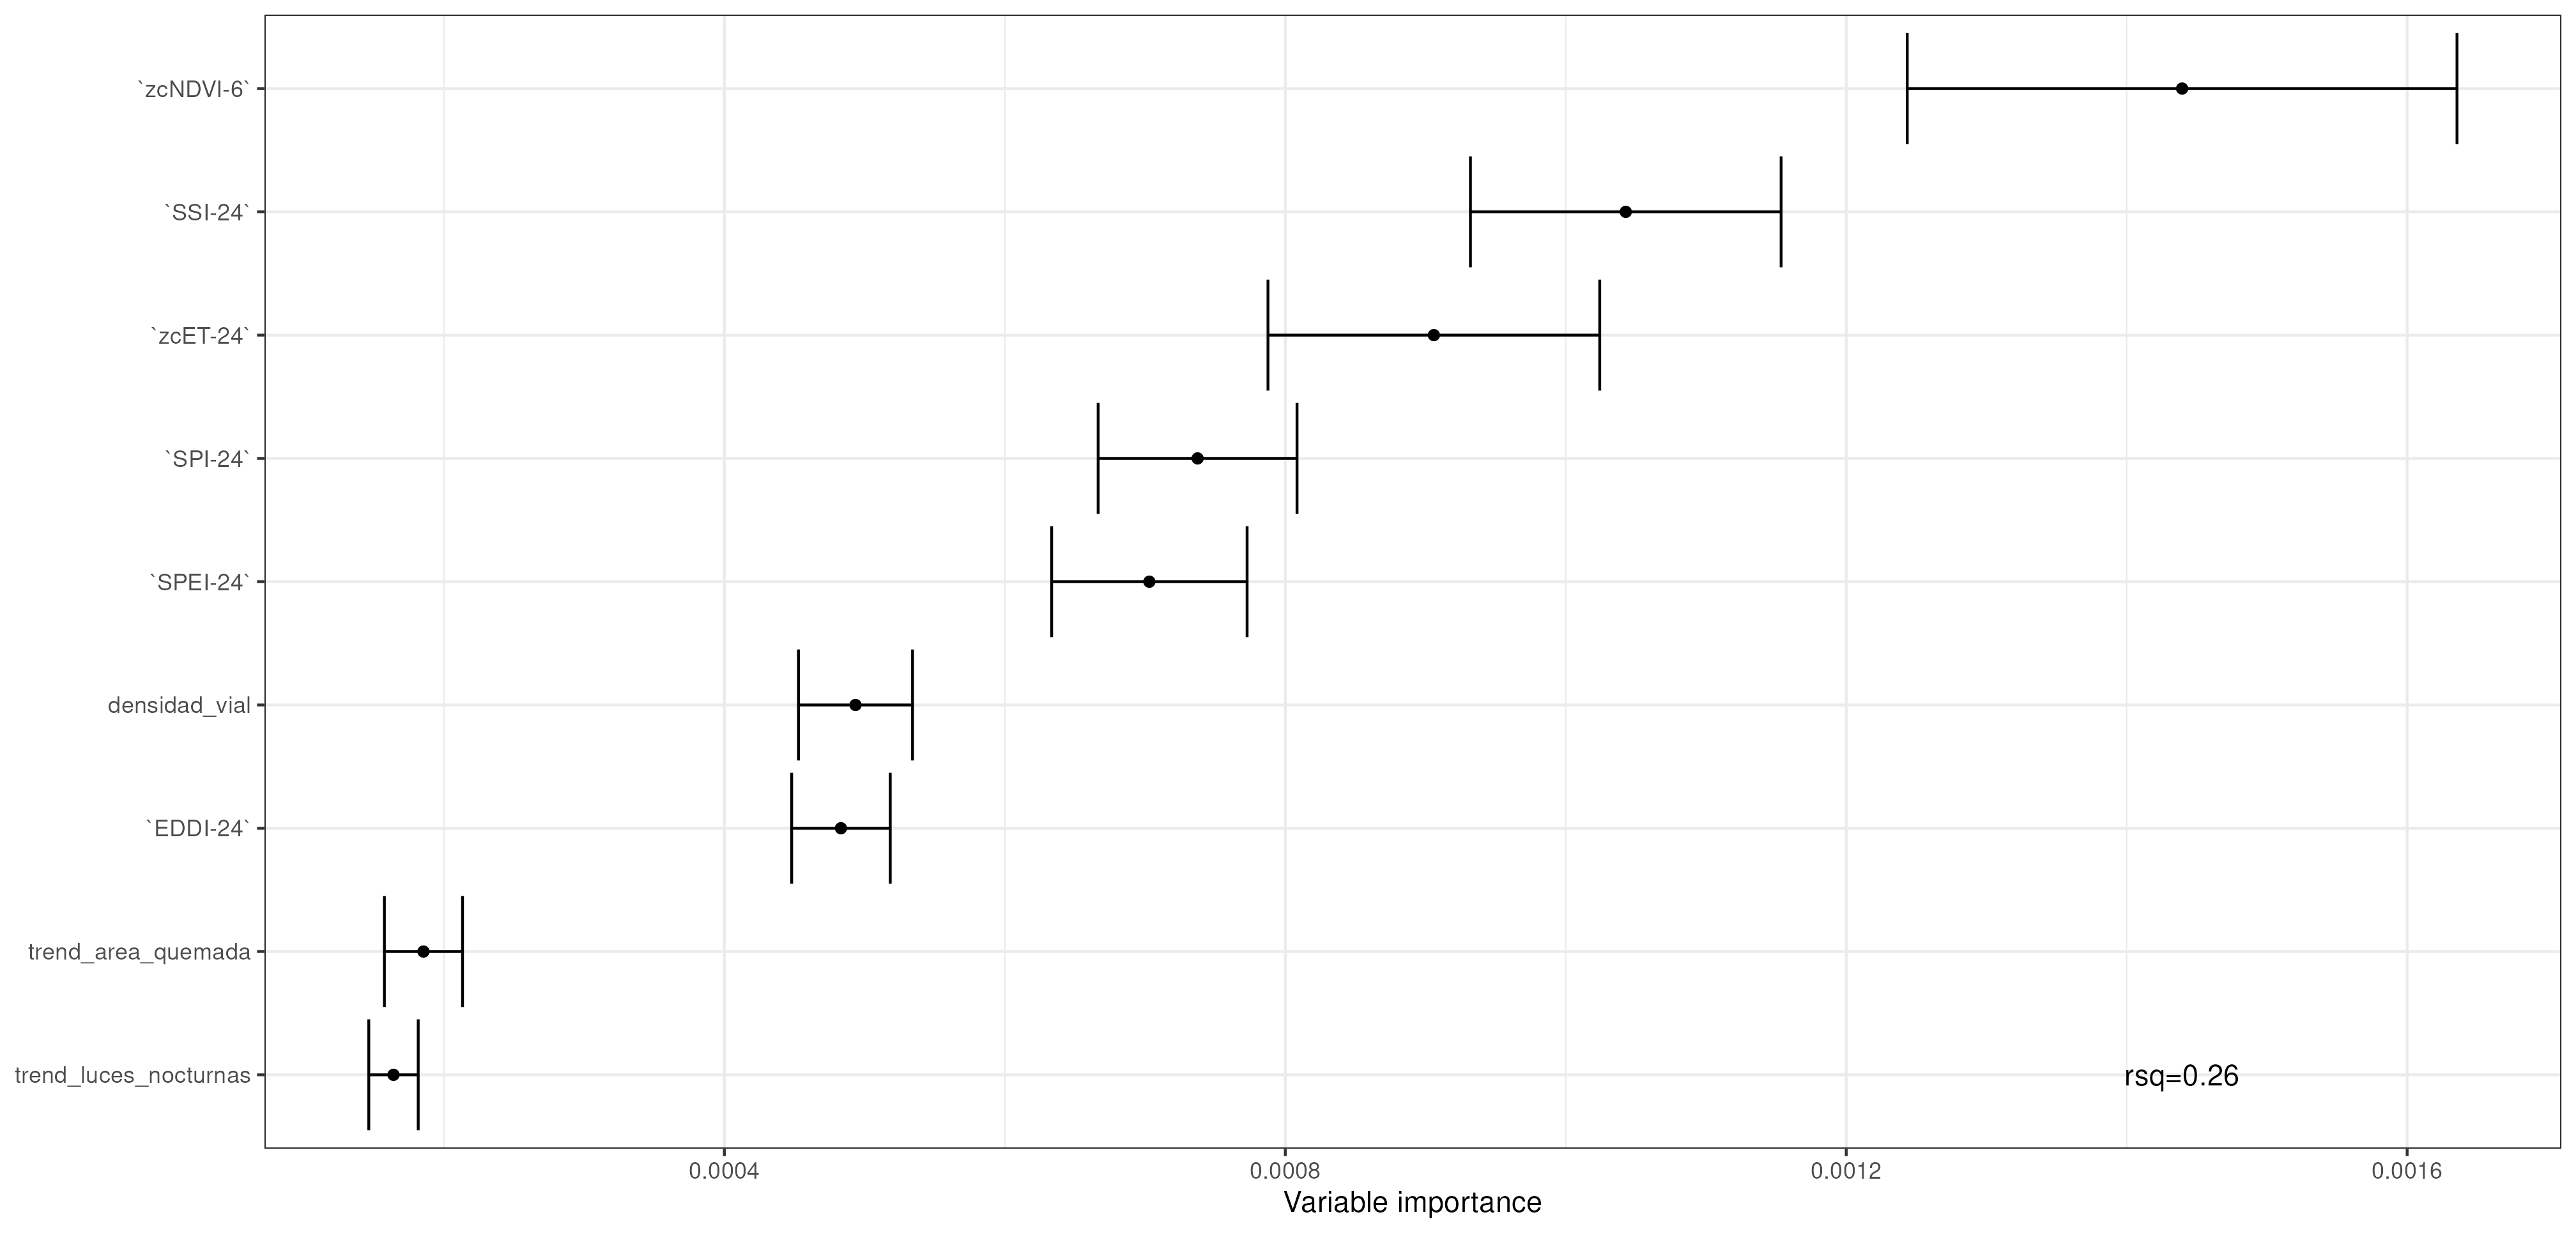 `zcNDVI-6`
`SSI-24`
`zcET-24`
`SPI-24`
`SPEI-24`
densidad_vial
`EDDI-24`
trend_area_quemada
trend_luces_nocturnas
rsq=0.26
0.0004 0.0008 0.0012 0.0016
Variable importance